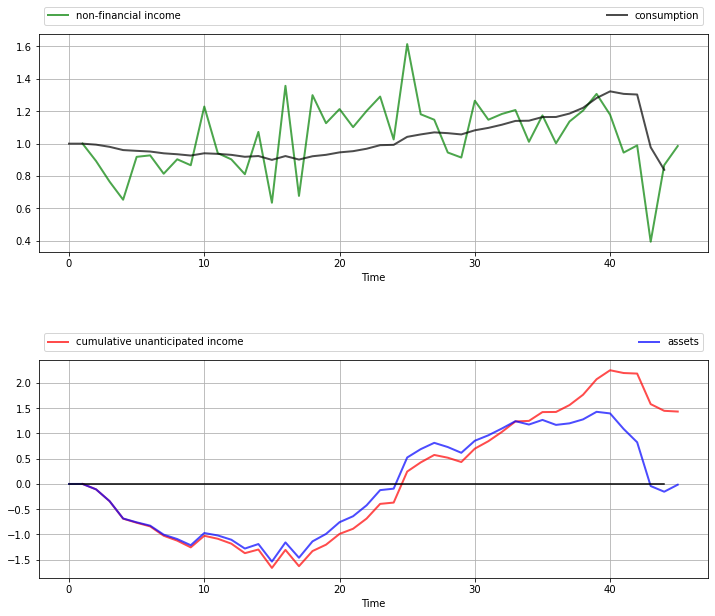 non-financial income consumption
1.6
1.4
1.2
1.0
0.8
0.6
0.4
0 10 20 30 40
Time
cumulative unanticipated income assets
2.0
1.5
1.0
0.5
0.0
−0.5
−1.0
−1.5
0 10 20 30 40
Time